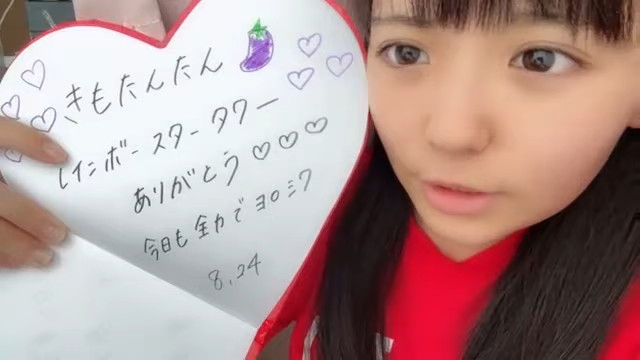 きもたんたん
レインボースタータワー
ありがとう♡♡♡
今日も全力でヨロミク
8.24